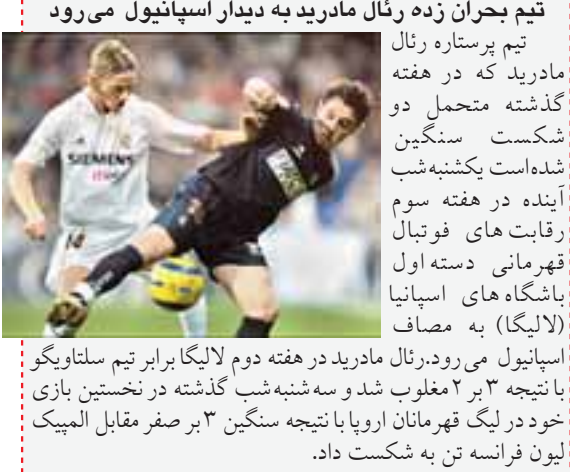 تیم بحران زده رئال مادرید به دیدار اسپانیول می‌رود
تیم پرستاره رئال
مادرید که در هفته
گذشته متحمل دو
شکست سنگین
شده‌است یکشنبه‌شب
آینده در هفته سوم
رقابت های فوتبال
قهرمانی دسته اول
باشگاه های اسپانیا
(لالیگا) به مصاف
اسپانیول می‌رود.رئال مادرید در هفته دوم لالیگا برابر تیم سلتاویگو
با نتیجه ۳ بر ۲ مغلوب شد و سه‌شنبه‌شب گذشته در نخستین بازی
خود در لیگ قهرمانان اروپا با نتیجه سنگین ۳ بر صفر مقابل المپیک
لیون فرانسه تن به شکست داد.
SIEMENS
14